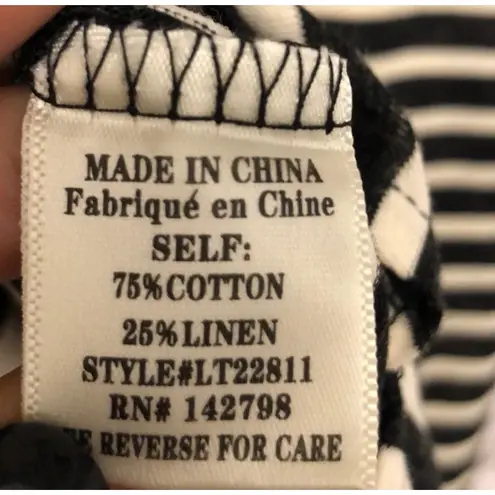 MADE IN CHINA
Fabriqué en Chine
SELF:
75%COTTON
25%LINEN
STYLE#LT22811
RN# 142798
REVERSE FOR CARE